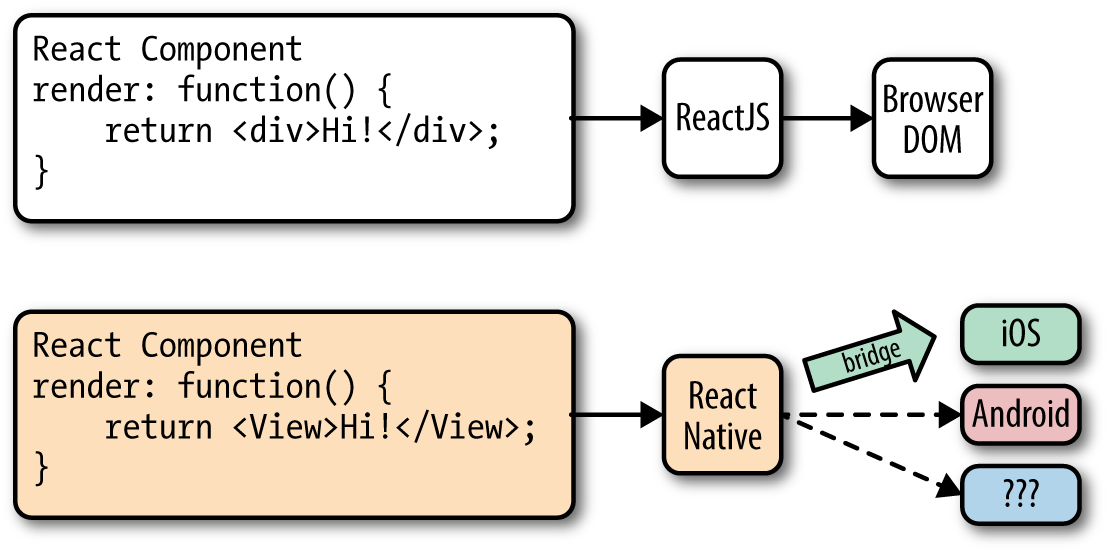 React Component
render: function() {
    return <div>Hi!</div>;
}
ReactJS
Browser
DOM
React Component
render: function() {
    return <View>Hi!</View>;
}
React
Native
bridge
iOS
Android
???